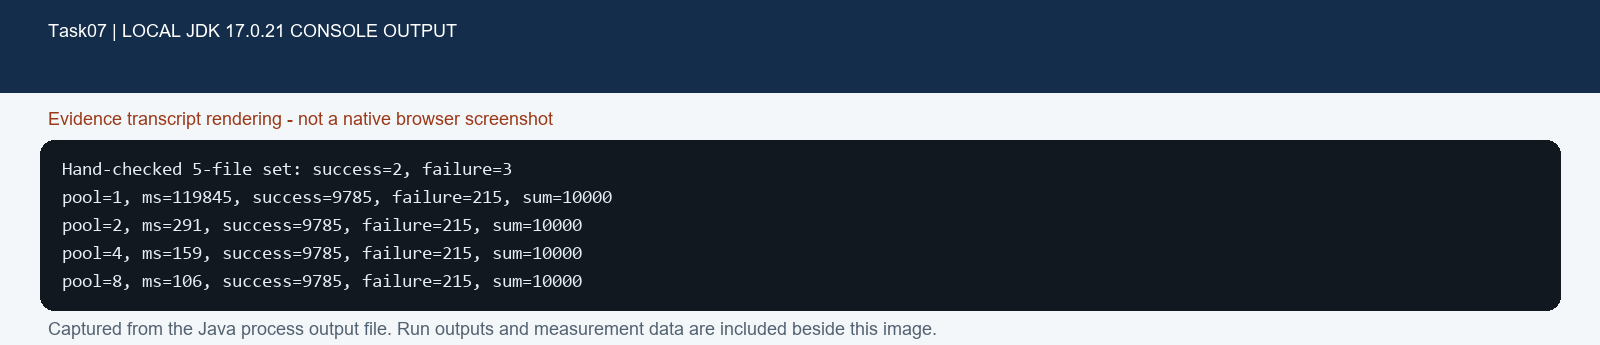 Task07 | LOCAL JDK 17.0.21 CONSOLE OUTPUT
Evidence transcript rendering - not a native browser screenshot
Hand-checked 5-file set: success=2, failure=3
pool=1, ms=119845, success=9785, failure=215, sum=10000
pool=2, ms=291, success=9785, failure=215, sum=10000
pool=4, ms=159, success=9785, failure=215, sum=10000
pool=8, ms=106, success=9785, failure=215, sum=10000
Captured from the Java process output file. Run outputs and measurement data are included beside this image.